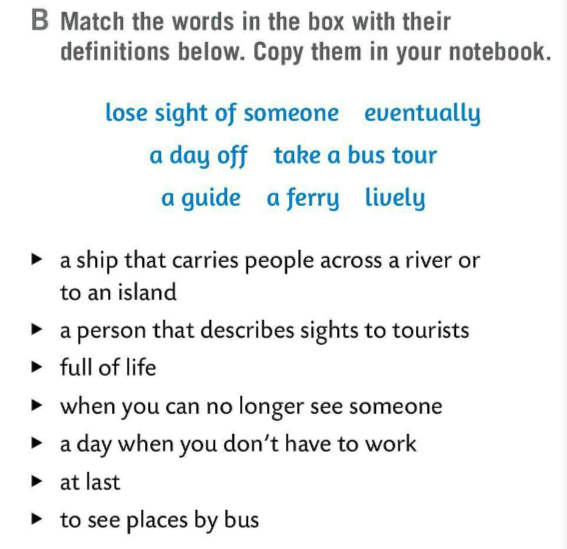 B Match the words in the box with their
definitions below. Copy them in your notebook.
lose sight of someone eventually
a day off take a bus tour
a guide a ferry lively
▶ a ship that carries people across a river or
to an island
▶ a person that describes sights to tourists
▶ full of life
▶ when you can no longer see someone
▶ a day when you don't have to work
▶ at last
▶ to see places by bus